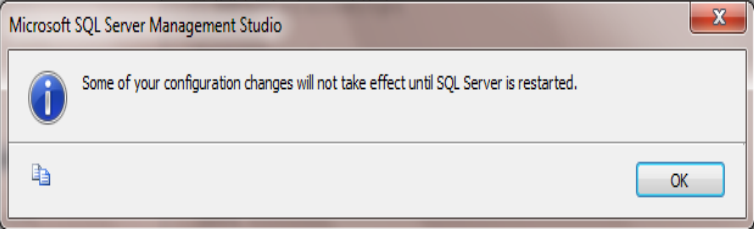 Microsoft SQL Server Management Studio
Some of your configuration changes will not take effect until SQL Server is restarted.
OK